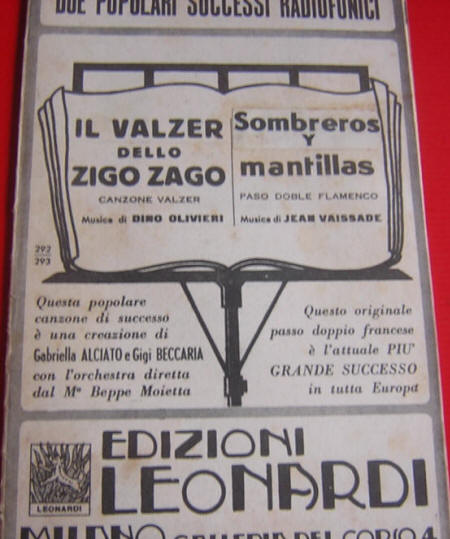 DUE POPOLARI SUCCESSI RADIOFONICI
IL VALZER
DELLO
ZIGO ZAGO
CANZONE VALZER
Musica di DINO OLIVIERI
Sombreros
Y
mantillas
PASO DOBLE FLAMENCO
Musica di JEAN VAISSADE
292
293
Questa popolare
canzone di successo
è una creazione di
Gabriella ALCIATO e Gigi BECCARIA
con l'orchestra diretta
dal Mº Beppe Moietta
Questo originale
passo doppio francese
è l'attuale PIU'
GRANDE SUCCESSO
in tutta Europa
LEONARDI
EDIZIONI
LEONARDI
MILANO GALLERIA DEL CORSO 4